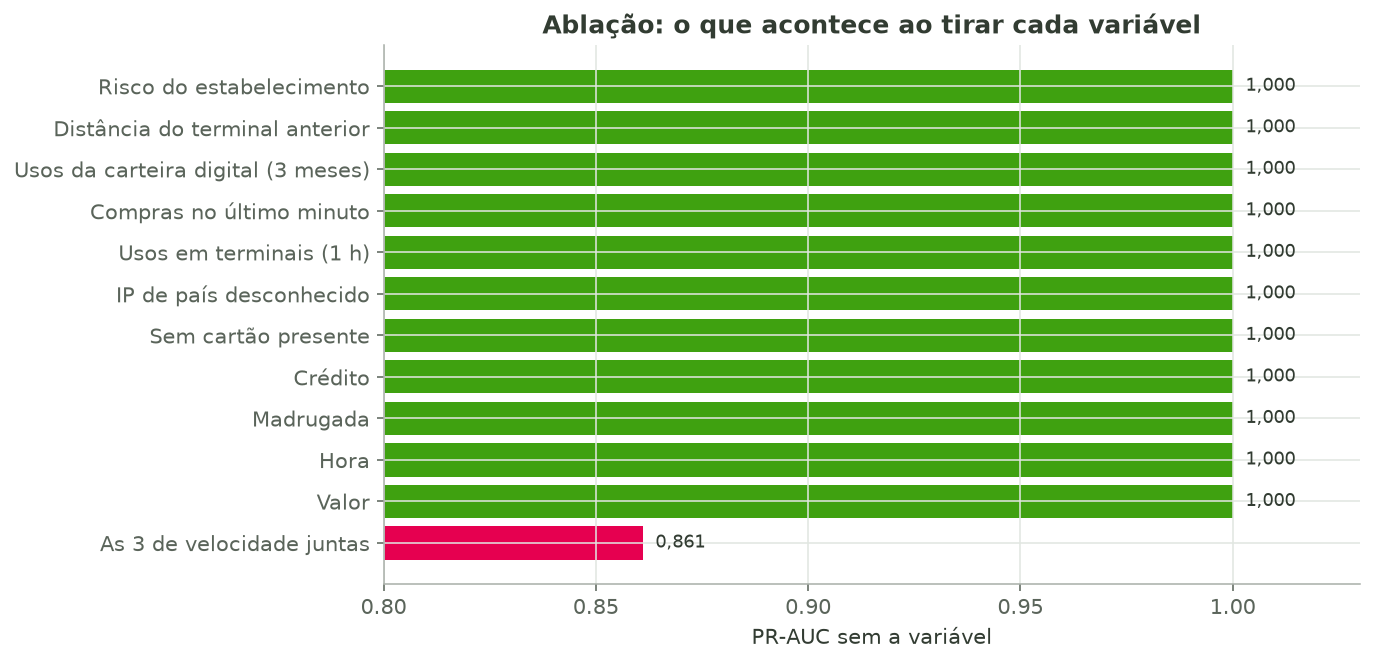 Ablação: o que acontece ao tirar cada variável
Risco do estabelecimento 1,000
Distância do terminal anterior 1,000
Usos da carteira digital (3 meses) 1,000
Compras no último minuto 1,000
Usos em terminais (1 h) 1,000
IP de país desconhecido 1,000
Sem cartão presente 1,000
Crédito 1,000
Madrugada 1,000
Hora 1,000
Valor 1,000
As 3 de velocidade juntas 0,861
0.80 0.85 0.90 0.95 1.00
PR-AUC sem a variável